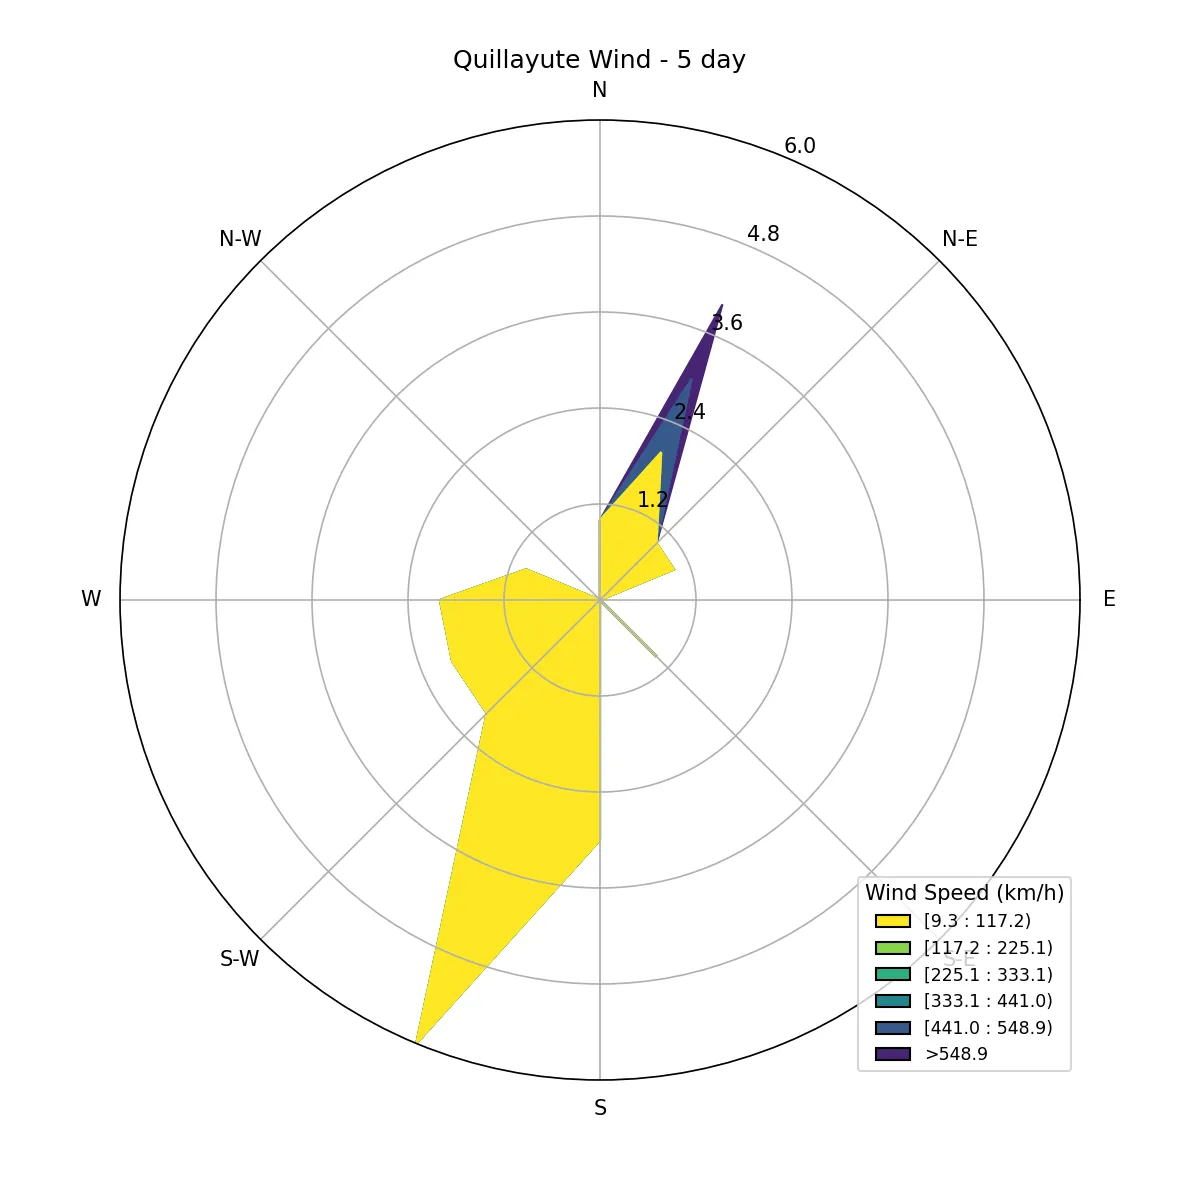 Quillayute Wind - 5 day
N
6.0
N-W
4.8
N-E
3.6
2.4
1.2
W
E
Wind Speed (km/h)
[9.3 : 117.2)
[117.2 : 225.1)
S-W
S-E
[225.1 : 333.1)
[333.1 : 441.0)
[441.0 : 548.9)
>548.9
S